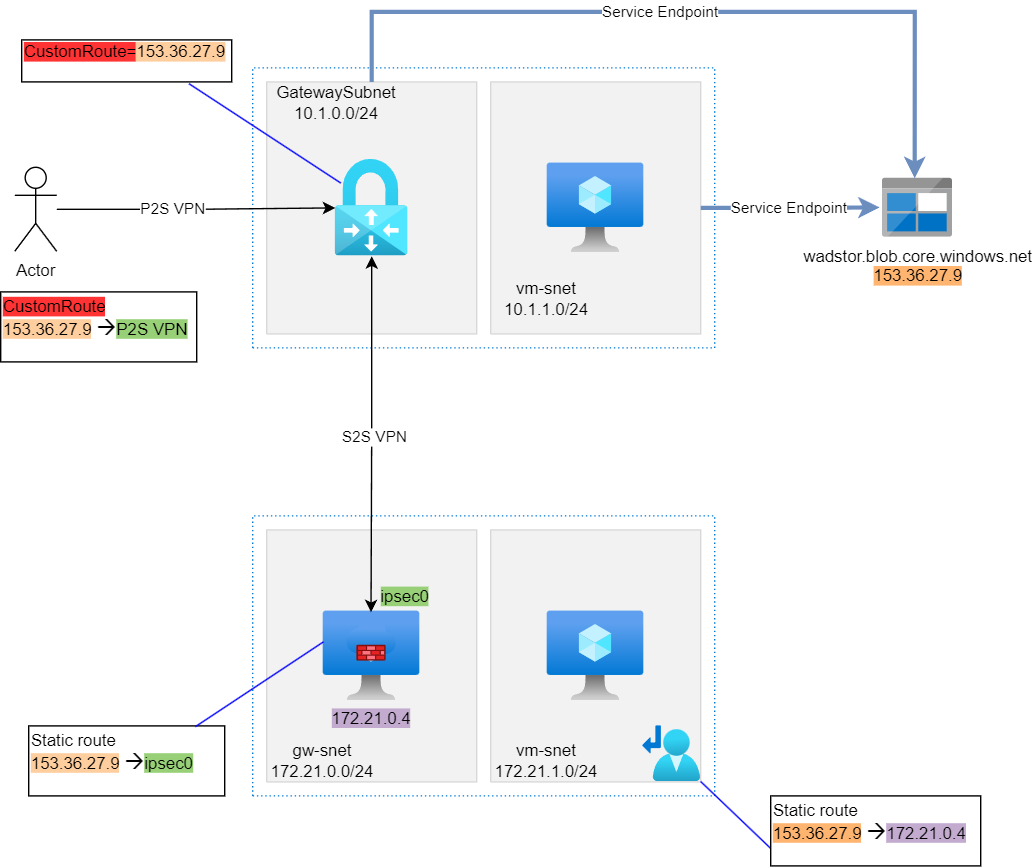 Service Endpoint
CustomRoute=153.36.27.9
GatewaySubnet
10.1.0.0/24
P2S VPN
Service Endpoint
Actor
wadstor.blob.core.windows.net
153.36.27.9
vm-snet
10.1.1.0/24
CustomRoute
153.36.27.9 →P2S VPN
S2S VPN
ipsec0
172.21.0.4
gw-snet
172.21.0.0/24
vm-snet
172.21.1.0/24
Static route
153.36.27.9 →ipsec0
Static route
153.36.27.9 →172.21.0.4